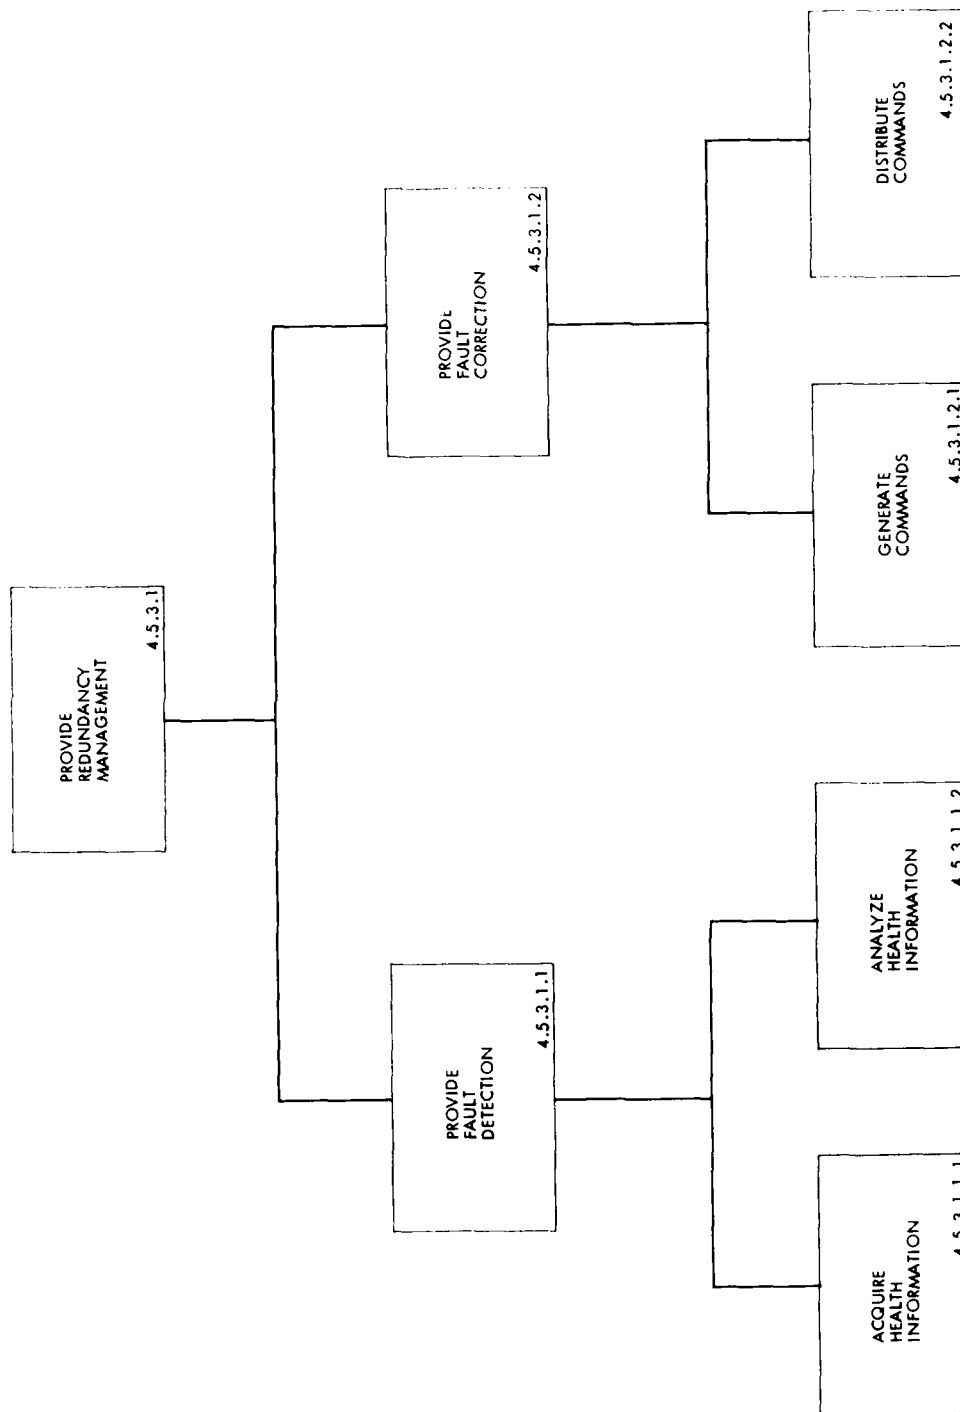 PROVIDE
REDUNDANCY
MANAGEMENT
4.5.3.1
PROVIDE
FAULT
DETECTION
4.5.3.1.1
PROVIDE
FAULT
CORRECTION
4.5.3.1.2
ACQUIRE
HEALTH
INFORMATION
4.5.3.1.1.1
ANALYZE
HEALTH
INFORMATION
4.5.3.1.1.2
GENERATE
COMMANDS
4.5.3.1.2.1
DISTRIBUTE
COMMANDS
4.5.3.1.2.2